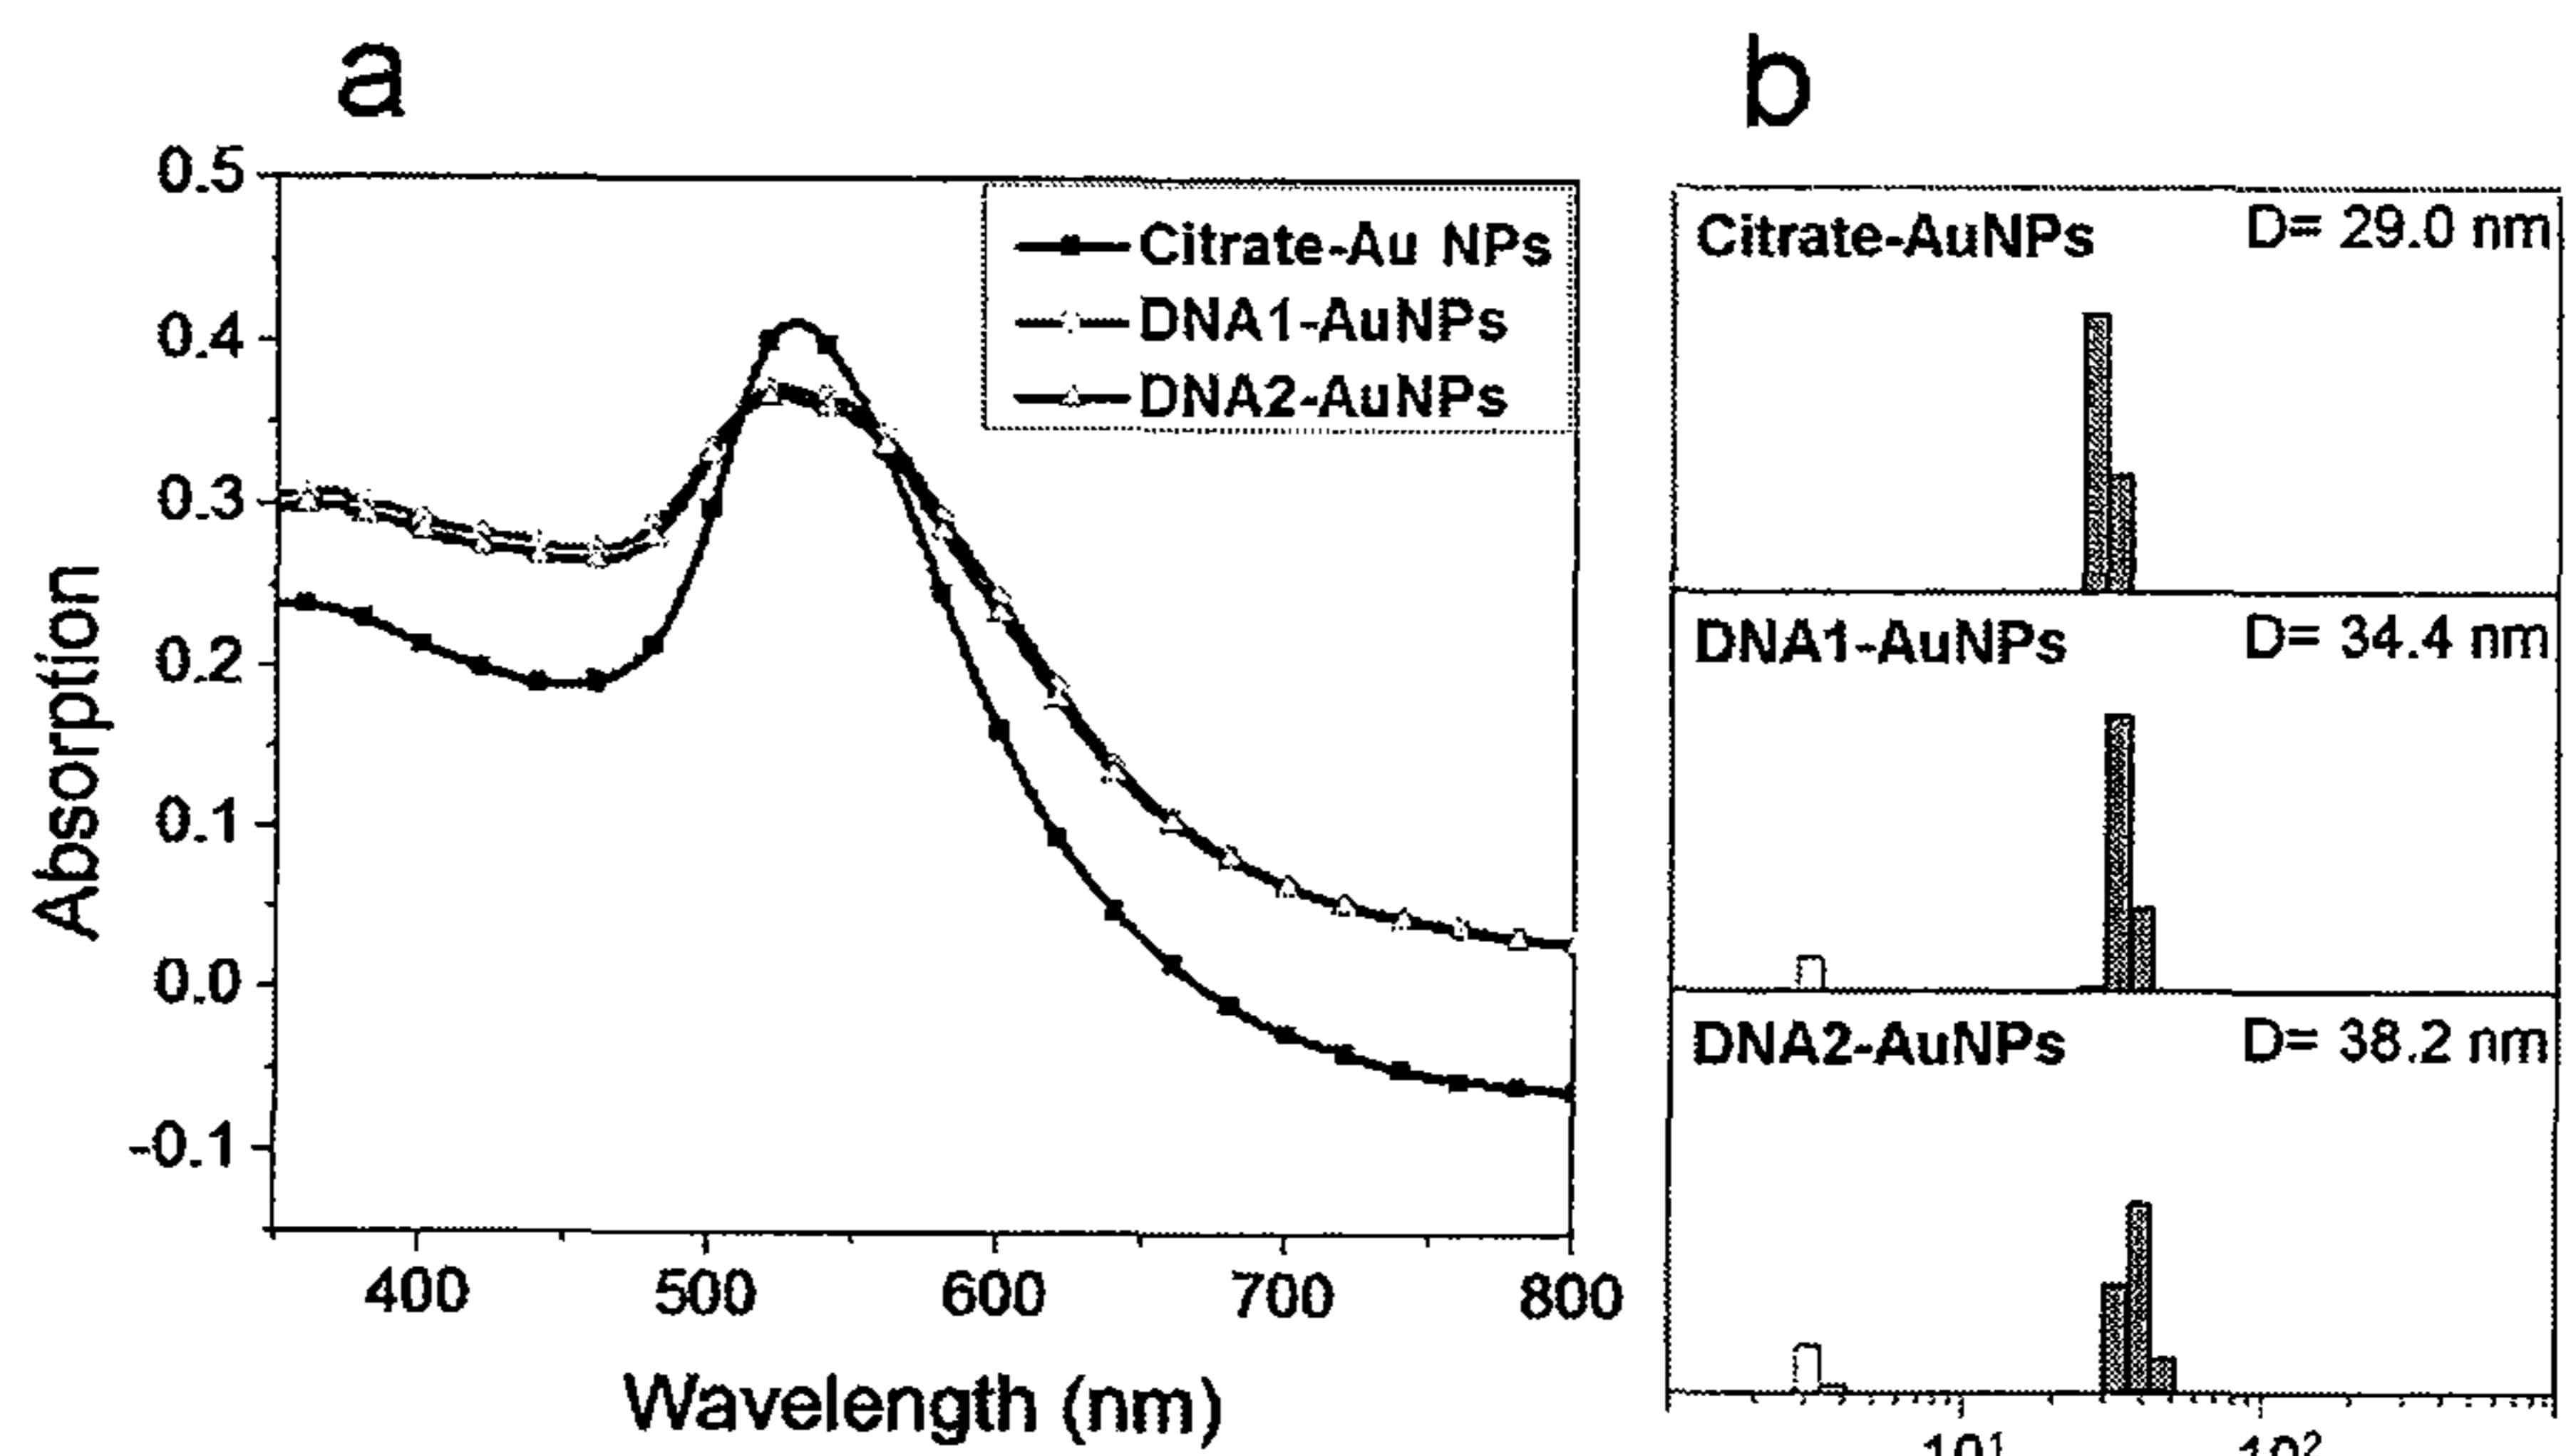 a
b
0.5
0.4
0.3
0.2
0.1
0.0
-0.1
Absorption
400 500 600 700 800
Wavelength (nm)
Citrate-Au NPs
DNA1-AuNPs
DNA2-AuNPs
Citrate-AuNPs D= 29.0 nm
DNA1-AuNPs D= 34.4 nm
DNA2-AuNPs D= 38.2 nm
10¹ 10²